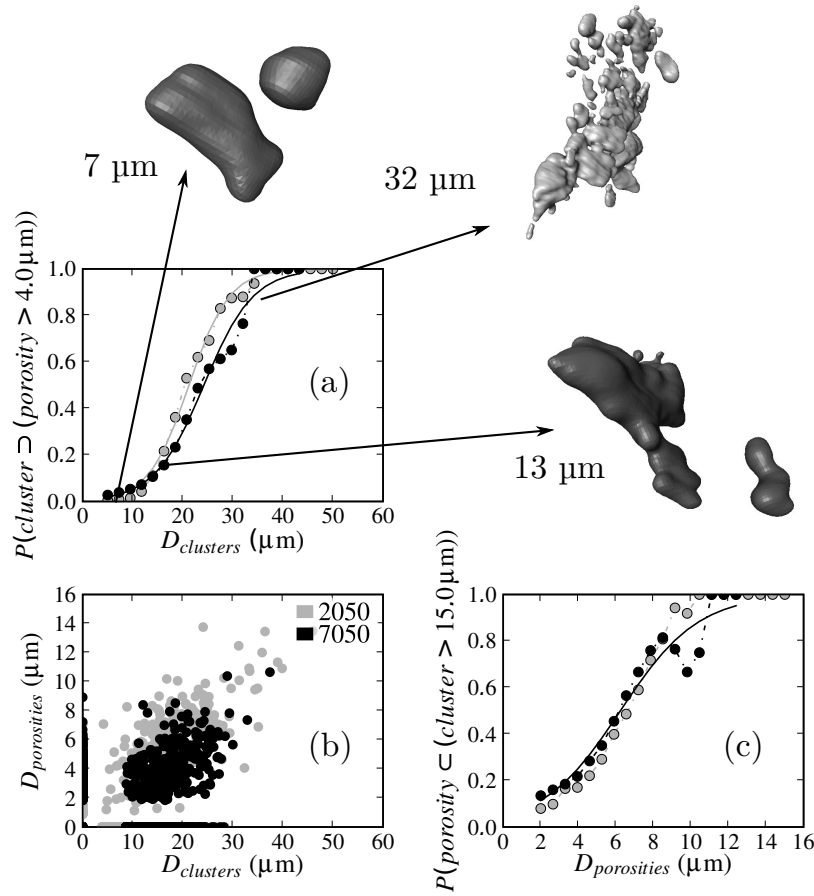 7 μm
32 μm
P(cluster ⊃ (porosity > 4.0μm))
1.0
0.8
0.6
0.4
0.2
0.0
(a)
0 10 20 30 40 50 60
D_clusters (μm)
13 μm
D_porosities (μm)
16
14
12
10
8
6
4
2
0
2050
7050
(b)
0 10 20 30 40 50 60
D_clusters (μm)
P(porosity ⊂ (cluster > 15.0μm))
1.0
0.8
0.6
0.4
0.2
0.0
(c)
0 2 4 6 8 10 12 14 16
D_porosities (μm)